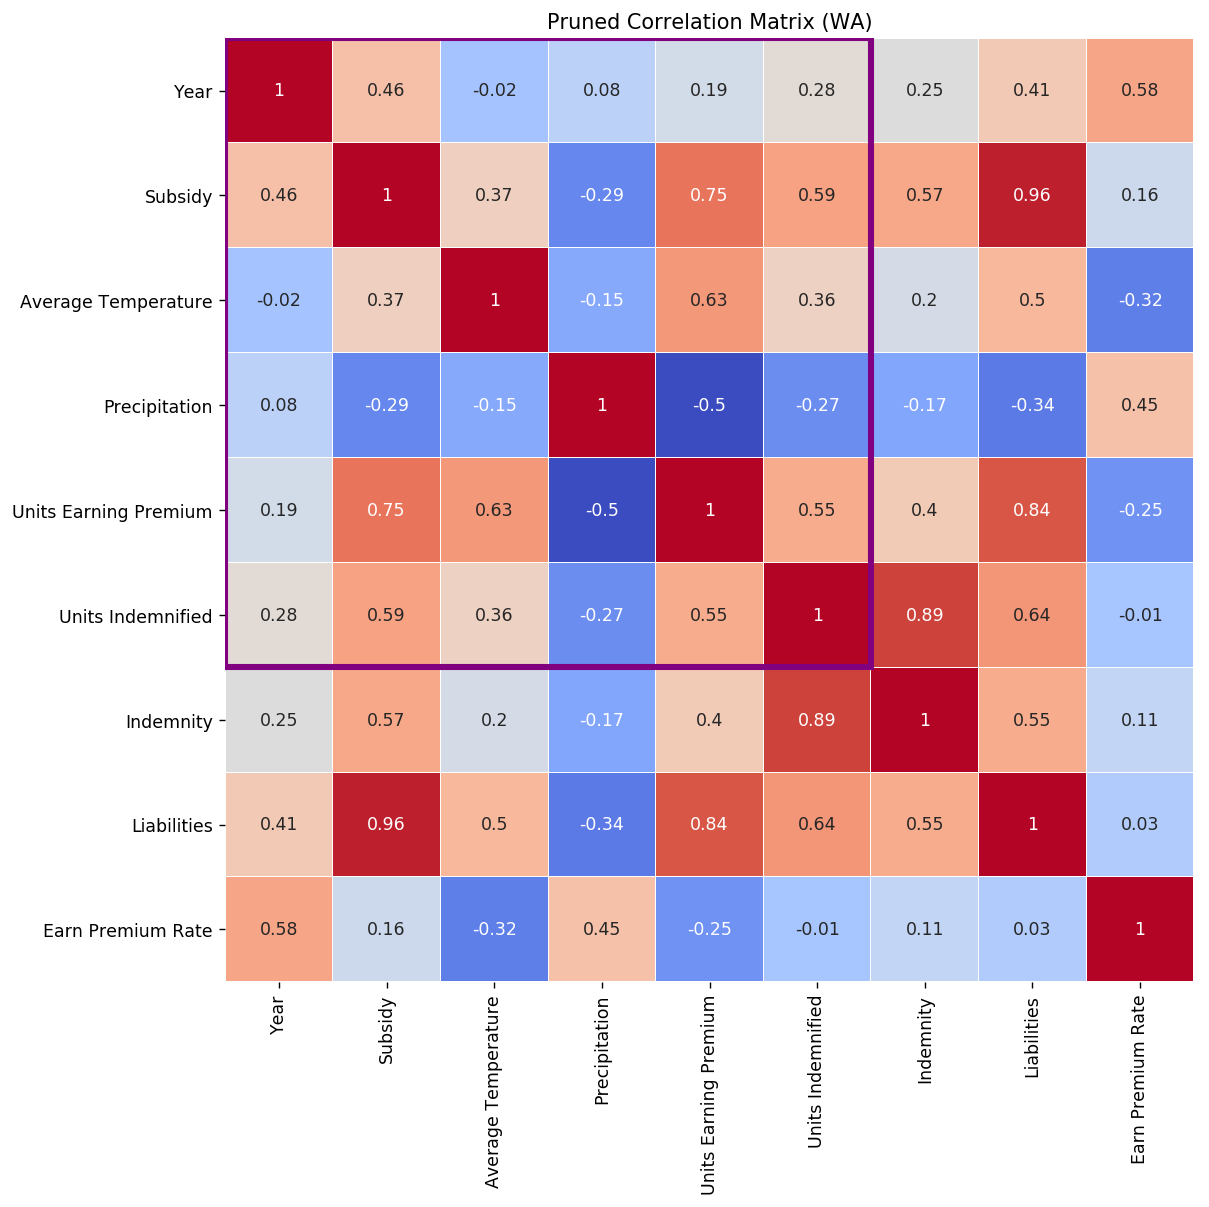 Pruned Correlation Matrix (WA)
Year 1 0.46 -0.02 0.08 0.19 0.28 0.25 0.41 0.58
Subsidy 0.46 1 0.37 -0.29 0.75 0.59 0.57 0.96 0.16
Average Temperature -0.02 0.37 1 -0.15 0.63 0.36 0.2 0.5 -0.32
Precipitation 0.08 -0.29 -0.15 1 -0.5 -0.27 -0.17 -0.34 0.45
Units Earning Premium 0.19 0.75 0.63 -0.5 1 0.55 0.4 0.84 -0.25
Units Indemnified 0.28 0.59 0.36 -0.27 0.55 1 0.89 0.64 -0.01
Indemnity 0.25 0.57 0.2 -0.17 0.4 0.89 1 0.55 0.11
Liabilities 0.41 0.96 0.5 -0.34 0.84 0.64 0.55 1 0.03
Earn Premium Rate 0.58 0.16 -0.32 0.45 -0.25 -0.01 0.11 0.03 1
Year
Subsidy
Average Temperature
Precipitation
Units Earning Premium
Units Indemnified
Indemnity
Liabilities
Earn Premium Rate